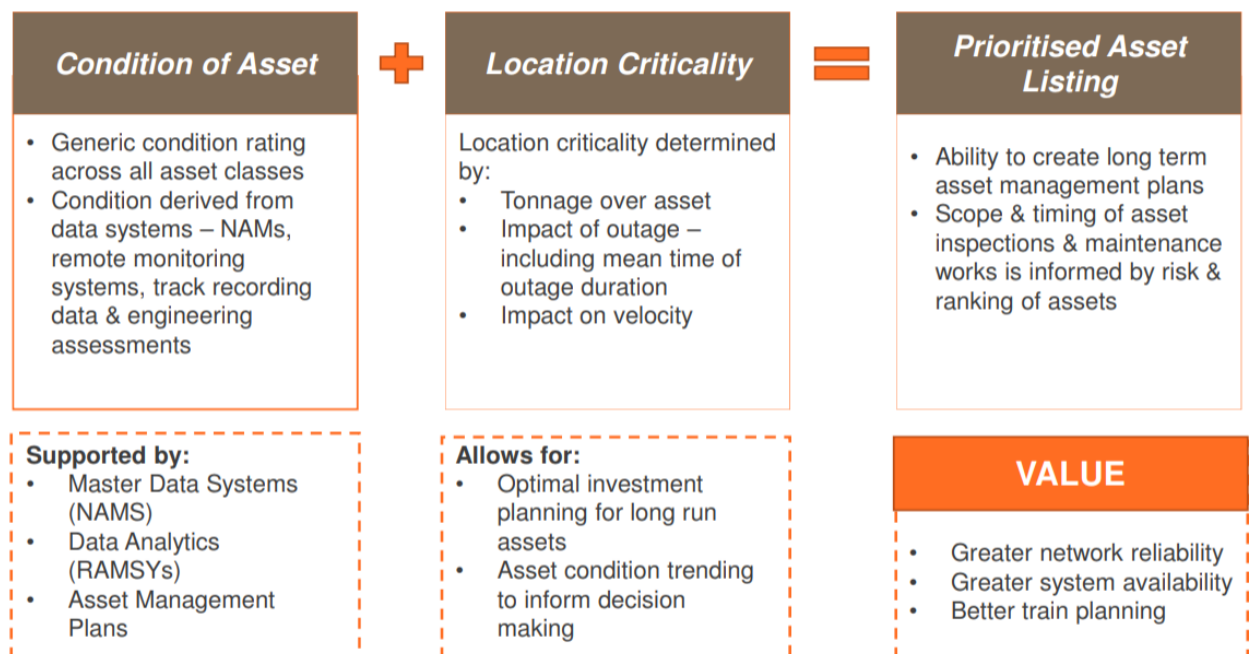 Condition of Asset
• Generic condition rating
across all asset classes
• Condition derived from
data systems – NAMs,
remote monitoring
systems, track recording
data & engineering
assessments
+
Location Criticality
Location criticality determined
by:
• Tonnage over asset
• Impact of outage –
including mean time of
outage duration
• Impact on velocity
=
Prioritised Asset
Listing
• Ability to create long term
asset management plans
• Scope & timing of asset
inspections & maintenance
works is informed by risk &
ranking of assets
Supported by:
• Master Data Systems
(NAMS)
• Data Analytics
(RAMSYs)
• Asset Management
Plans
Allows for:
• Optimal investment
planning for long run
assets
• Asset condition trending
to inform decision
making
VALUE
• Greater network reliability
• Greater system availability
• Better train planning